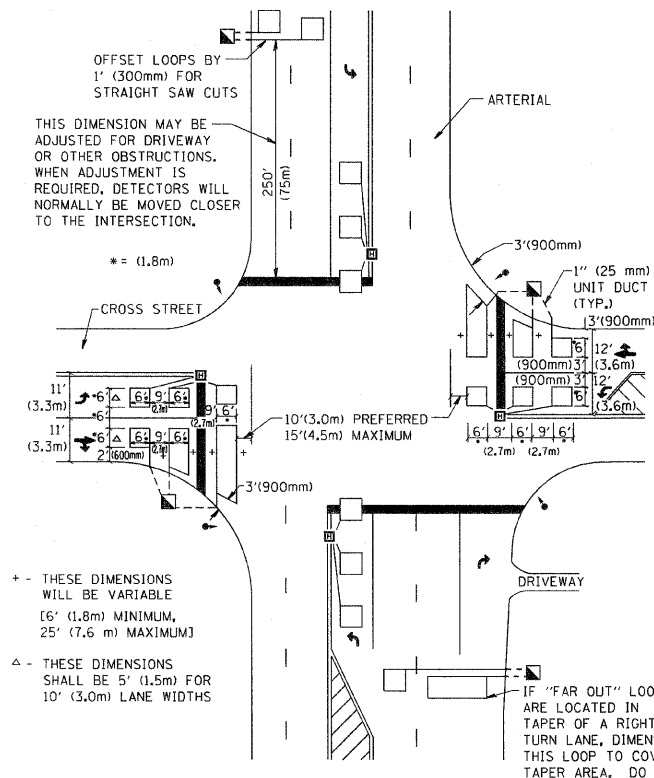 OFFSET LOOPS BY
1' (300mm) FOR
STRAIGHT SAW CUTS
THIS DIMENSION MAY BE
ADJUSTED FOR DRIVEWAY
OR OTHER OBSTRUCTIONS.
WHEN ADJUSTMENT IS
REQUIRED, DETECTORS WILL
NORMALLY BE MOVED CLOSER
TO THE INTERSECTION.
250'
(75m)
* = (1.8m)
ARTERIAL
3'(900mm)
1" (25 mm)
UNIT DUCT
(TYP.)
CROSS STREET
H
3'(900mm)
+ + + +
*6'
12'
(3.6m)
(900mm) 3'
(900mm) 3'
*6'
12'
(3.6m)
H
6' 9' 6' 9' 6'
* * *
(2.7m) (2.7m)
H
11'
(3.3m)
*6'
△
6' 9' 6'
(2.7m)
*6'
9' 6'
(2.7m)
11'
(3.3m)
*6'
△
6' 9' 6'
(2.7m)
2'
(600mm)
+ + + +
10'(3.0m) PREFERRED
15'(4.5m) MAXIMUM
3'(900mm)
H
DRIVEWAY
+ - THESE DIMENSIONS
WILL BE VARIABLE
[6' (1.8m) MINIMUM,
25' (7.6 m) MAXIMUM]
△ - THESE DIMENSIONS
SHALL BE 5' (1.5m) FOR
10' (3.0m) LANE WIDTHS
IF "FAR OUT" LOO
ARE LOCATED IN
TAPER OF A RIGHT
TURN LANE, DIMEN
THIS LOOP TO COV
TAPER AREA. DO